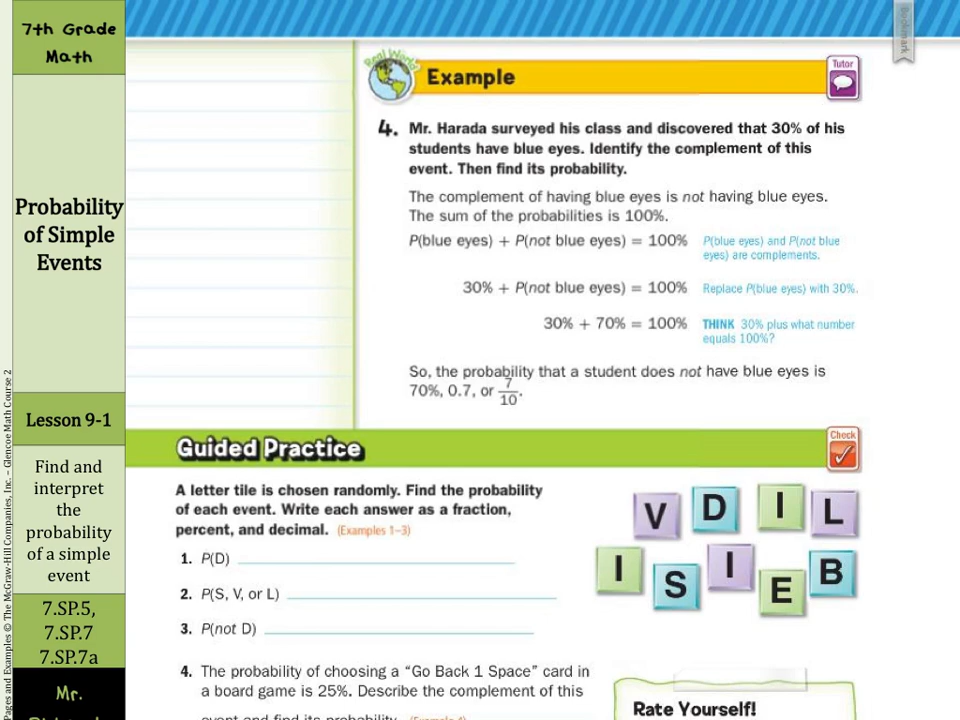 7th Grade
Math
Probability
of Simple
Events
Lesson 9-1
Find and
interpret
the
probability
of a simple
event
7.SP.5,
7.SP.7
7.SP.7a
Mr.
Pages and Examples © The McGraw-Hill Companies, Inc. – Glencoe Math Course 2
Bookmark
Real World
Example
Tutor
4. Mr. Harada surveyed his class and discovered that 30% of his
students have blue eyes. Identify the complement of this
event. Then find its probability.
The complement of having blue eyes is not having blue eyes.
The sum of the probabilities is 100%.
P(blue eyes) + P(not blue eyes) = 100% P(blue eyes) and P(not blue
eyes) are complements.
30% + P(not blue eyes) = 100% Replace P(blue eyes) with 30%.
30% + 70% = 100% THINK 30% plus what number
equals 100%?
So, the probability that a student does not have blue eyes is
70%, 0.7, or 7/10.
Guided Practice
Check
A letter tile is chosen randomly. Find the probability
of each event. Write each answer as a fraction,
percent, and decimal. (Examples 1–3)
1. P(D)
2. P(S, V, or L)
3. P(not D)
V D I L
I S I E B
4. The probability of choosing a “Go Back 1 Space” card in
a board game is 25%. Describe the complement of this
event and find its probability. (Example 4)
Rate Yourself!